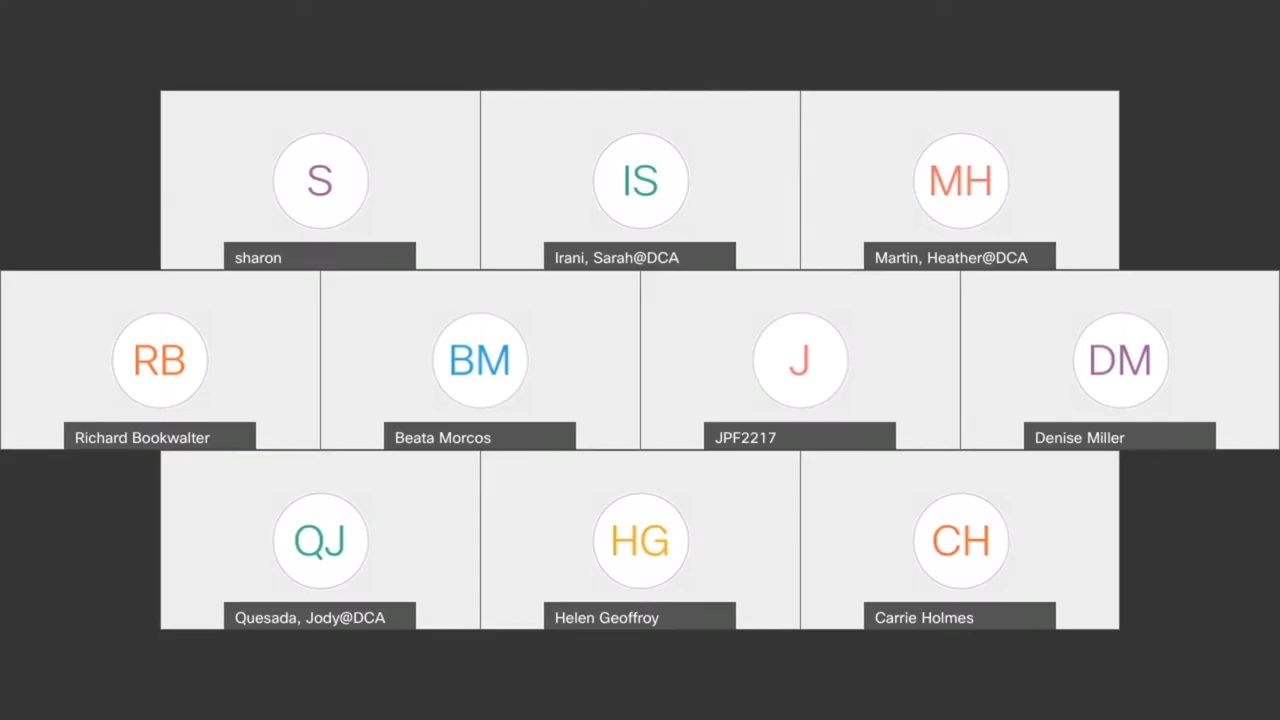 S
IS
MH
sharon
Irani, Sarah@DCA
Martin, Heather@DCA
RB
BM
J
DM
Richard Bookwalter
Beata Morcos
JPF2217
Denise Miller
QJ
HG
CH
Quesada, Jody@DCA
Helen Geoffroy
Carrie Holmes